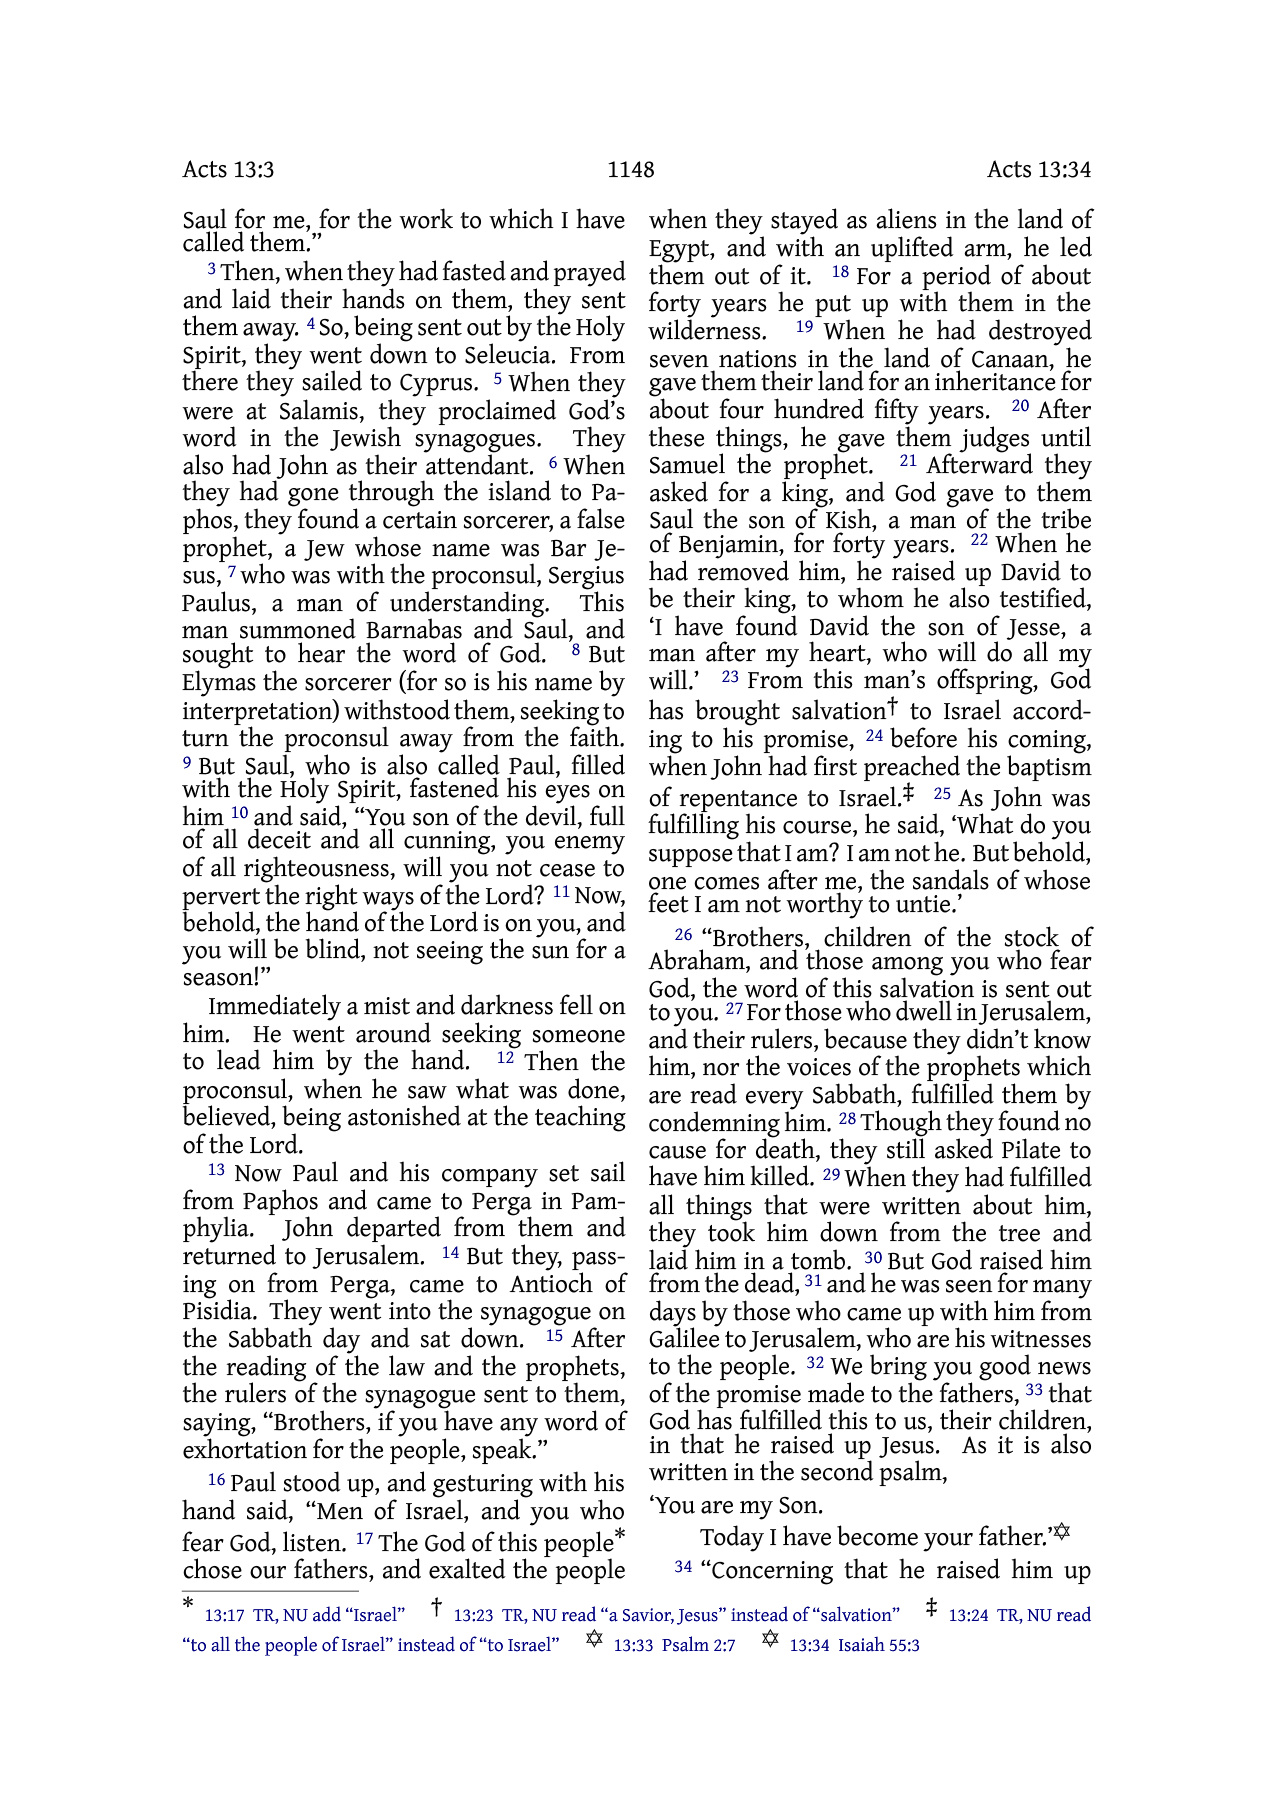 Acts 13:3 1148 Acts 13:34
Saul for me, for the work to which I have
called them.”
3 Then, when they had fasted and prayed
and laid their hands on them, they sent
them away. 4 So, being sent out by the Holy
Spirit, they went down to Seleucia. From
there they sailed to Cyprus. 5 When they
were at Salamis, they proclaimed God’s
word in the Jewish synagogues. They
also had John as their attendant. 6 When
they had gone through the island to Pa-
phos, they found a certain sorcerer, a false
prophet, a Jew whose name was Bar Je-
sus, 7 who was with the proconsul, Sergius
Paulus, a man of understanding. This
man summoned Barnabas and Saul, and
sought to hear the word of God. 8 But
Elymas the sorcerer (for so is his name by
interpretation) withstood them, seeking to
turn the proconsul away from the faith.
9 But Saul, who is also called Paul, filled
with the Holy Spirit, fastened his eyes on
him 10 and said, “You son of the devil, full
of all deceit and all cunning, you enemy
of all righteousness, will you not cease to
pervert the right ways of the Lord? 11 Now,
behold, the hand of the Lord is on you, and
you will be blind, not seeing the sun for a
season!”
Immediately a mist and darkness fell on
him. He went around seeking someone
to lead him by the hand. 12 Then the
proconsul, when he saw what was done,
believed, being astonished at the teaching
of the Lord.
13 Now Paul and his company set sail
from Paphos and came to Perga in Pam-
phylia. John departed from them and
returned to Jerusalem. 14 But they, pass-
ing on from Perga, came to Antioch of
Pisidia. They went into the synagogue on
the Sabbath day and sat down. 15 After
the reading of the law and the prophets,
the rulers of the synagogue sent to them,
saying, “Brothers, if you have any word of
exhortation for the people, speak.”
16 Paul stood up, and gesturing with his
hand said, “Men of Israel, and you who
fear God, listen. 17 The God of this people*
chose our fathers, and exalted the people
when they stayed as aliens in the land of
Egypt, and with an uplifted arm, he led
them out of it. 18 For a period of about
forty years he put up with them in the
wilderness. 19 When he had destroyed
seven nations in the land of Canaan, he
gave them their land for an inheritance for
about four hundred fifty years. 20 After
these things, he gave them judges until
Samuel the prophet. 21 Afterward they
asked for a king, and God gave to them
Saul the son of Kish, a man of the tribe
of Benjamin, for forty years. 22 When he
had removed him, he raised up David to
be their king, to whom he also testified,
‘I have found David the son of Jesse, a
man after my heart, who will do all my
will.’ 23 From this man’s offspring, God
has brought salvation† to Israel accord-
ing to his promise, 24 before his coming,
when John had first preached the baptism
of repentance to Israel.‡ 25 As John was
fulfilling his course, he said, ‘What do you
suppose that I am? I am not he. But behold,
one comes after me, the sandals of whose
feet I am not worthy to untie.’
26 “Brothers, children of the stock of
Abraham, and those among you who fear
God, the word of this salvation is sent out
to you. 27 For those who dwell in Jerusalem,
and their rulers, because they didn’t know
him, nor the voices of the prophets which
are read every Sabbath, fulfilled them by
condemning him. 28 Though they found no
cause for death, they still asked Pilate to
have him killed. 29 When they had fulfilled
all things that were written about him,
they took him down from the tree and
laid him in a tomb. 30 But God raised him
from the dead, 31 and he was seen for many
days by those who came up with him from
Galilee to Jerusalem, who are his witnesses
to the people. 32 We bring you good news
of the promise made to the fathers, 33 that
God has fulfilled this to us, their children,
in that he raised up Jesus. As it is also
written in the second psalm,
‘You are my Son.
Today I have become your father.’✡
34 “Concerning that he raised him up
* 13:17 TR, NU add “Israel” † 13:23 TR, NU read “a Savior, Jesus” instead of “salvation” ‡ 13:24 TR, NU read
“to all the people of Israel” instead of “to Israel” ✡ 13:33 Psalm 2:7 ✡ 13:34 Isaiah 55:3